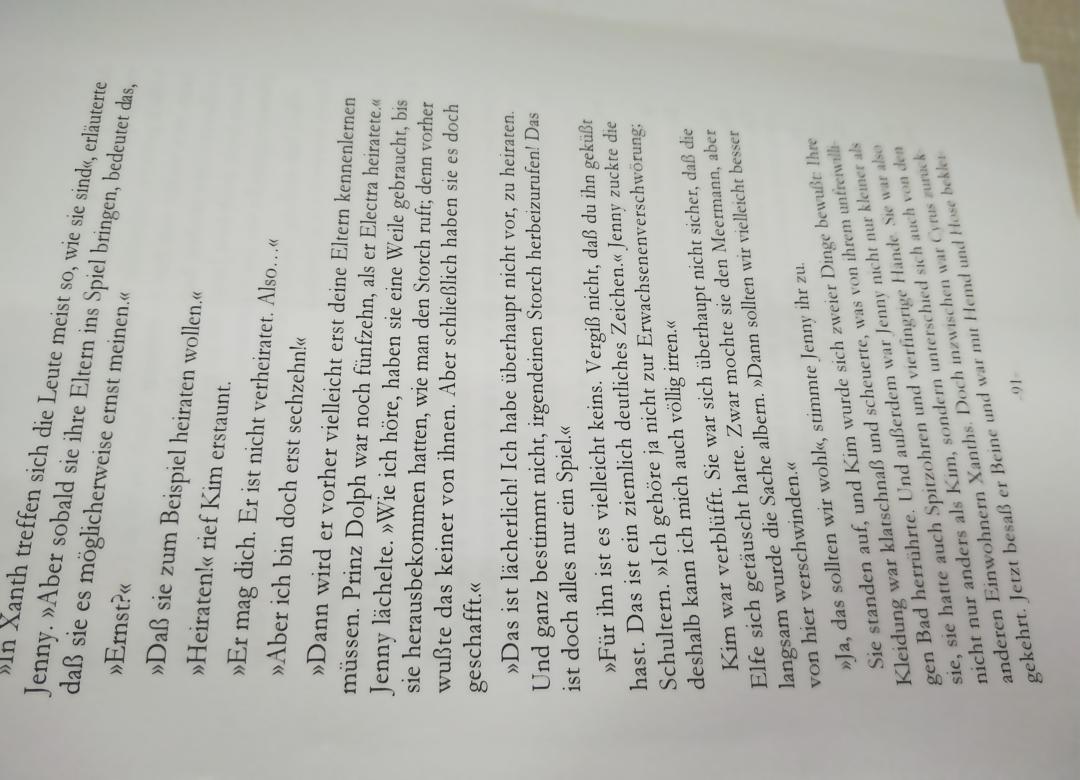 »In Xanth treffen sich die Leute meist so, wie sie sind«, erläuterte
Jenny. »Aber sobald sie ihre Eltern ins Spiel bringen, bedeutet das,
daß sie es möglicherweise ernst meinen.«
»Ernst?«
»Daß sie zum Beispiel heiraten wollen.«
»Heiraten!« rief Kim erstaunt.
»Er mag dich. Er ist nicht verheiratet. Also…«
»Aber ich bin doch erst sechzehn!«
»Dann wird er vorher vielleicht erst deine Eltern kennenlernen
müssen. Prinz Dolph war noch fünfzehn, als er Electra heiratete.«
Jenny lächelte. »Wie ich höre, haben sie eine Weile gebraucht, bis
sie herausbekommen hatten, wie man den Storch ruft; denn vorher
wußte das keiner von ihnen. Aber schließlich haben sie es doch
geschafft.«
»Das ist lächerlich! Ich habe überhaupt nicht vor, zu heiraten.
Und ganz bestimmt nicht, irgendeinen Storch herbeizurufen! Das
ist doch alles nur ein Spiel.«
»Für ihn ist es vielleicht keins. Vergiß nicht, daß du ihn geküßt
hast. Das ist ein ziemlich deutliches Zeichen.« Jenny zuckte die
Schultern. »Ich gehöre ja nicht zur Erwachsenenverschwörung;
deshalb kann ich mich auch völlig irren.«
Kim war verblüfft. Sie war sich überhaupt nicht sicher, daß die
Elfe sich getäuscht hatte. Zwar mochte sie den Meermann, aber
langsam wurde die Sache albern. »Dann sollten wir vielleicht besser
von hier verschwinden.«
»Ja, das sollten wir wohl«, stimmte Jenny ihr zu.
Sie standen auf, und Kim wurde sich zweier Dinge bewußt: Ihre
Kleidung war klatschnaß und scheuerte, was von ihrem unfreiwilli-
gen Bad herrührte. Und außerdem war Jenny nicht nur kleiner als
sie, sie hatte auch Spitzohren und vierfingrige Hände. Sie war also
nicht nur anders als Kim, sondern unterschied sich auch von den
anderen Einwohnern Xanths. Doch inzwischen war Cyrus zurück-
gekehrt. Jetzt besaß er Beine und war mit Hemd und Hose beklei-
91